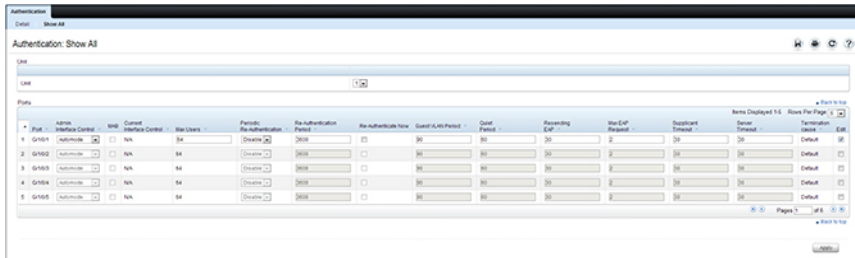 Authentication
Detail Show All
Authentication: Show All
Unit
Unit 1
Ports
Back to top
Items Displayed 1-5 Rows Per Page 5
Port Admin Interface Control MAB Current Interface Control Max Users Periodic Re-Authentication Re-Authentication Period Re-Authenticate Now Guest VLAN Period Quiet Period Resending EAP Max EAP Request Supplicant Timeout Server Timeout Termination cause Edit
1 Gi1/0/1 Automode N/A 64 Disable 3600 90 60 30 2 30 30 Default
2 Gi1/0/2 Automode N/A 64 Disable 3600 90 60 30 2 30 30 Default
3 Gi1/0/3 Automode N/A 64 Disable 3600 90 60 30 2 30 30 Default
4 Gi1/0/4 Automode N/A 64 Disable 3600 90 60 30 2 30 30 Default
5 Gi1/0/5 Automode N/A 64 Disable 3600 90 60 30 2 30 30 Default
Pages 1 of 6
Back to top
Apply